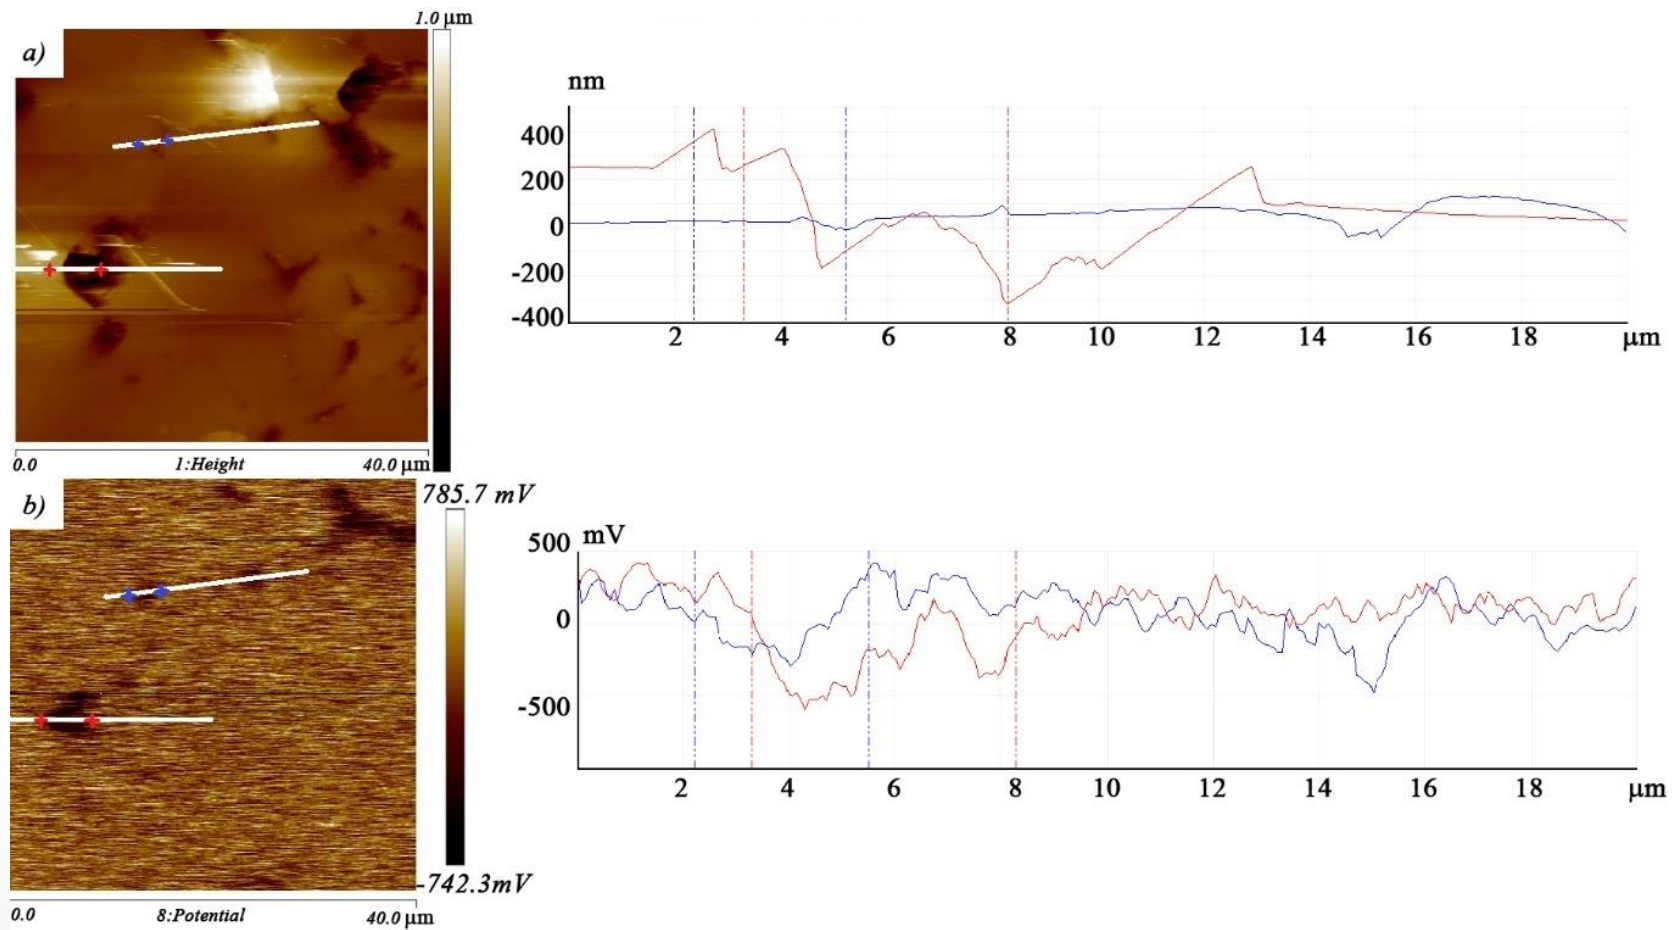 1.0 μm
a)
nm
400
200
0
-200
-400
2 4 6 8 10 12 14 16 18 μm
0.0 1:Height 40.0 μm
b)
785.7 mV
500 mV
0
-500
2 4 6 8 10 12 14 16 18 μm
-742.3mV
0.0 8:Potential 40.0 μm